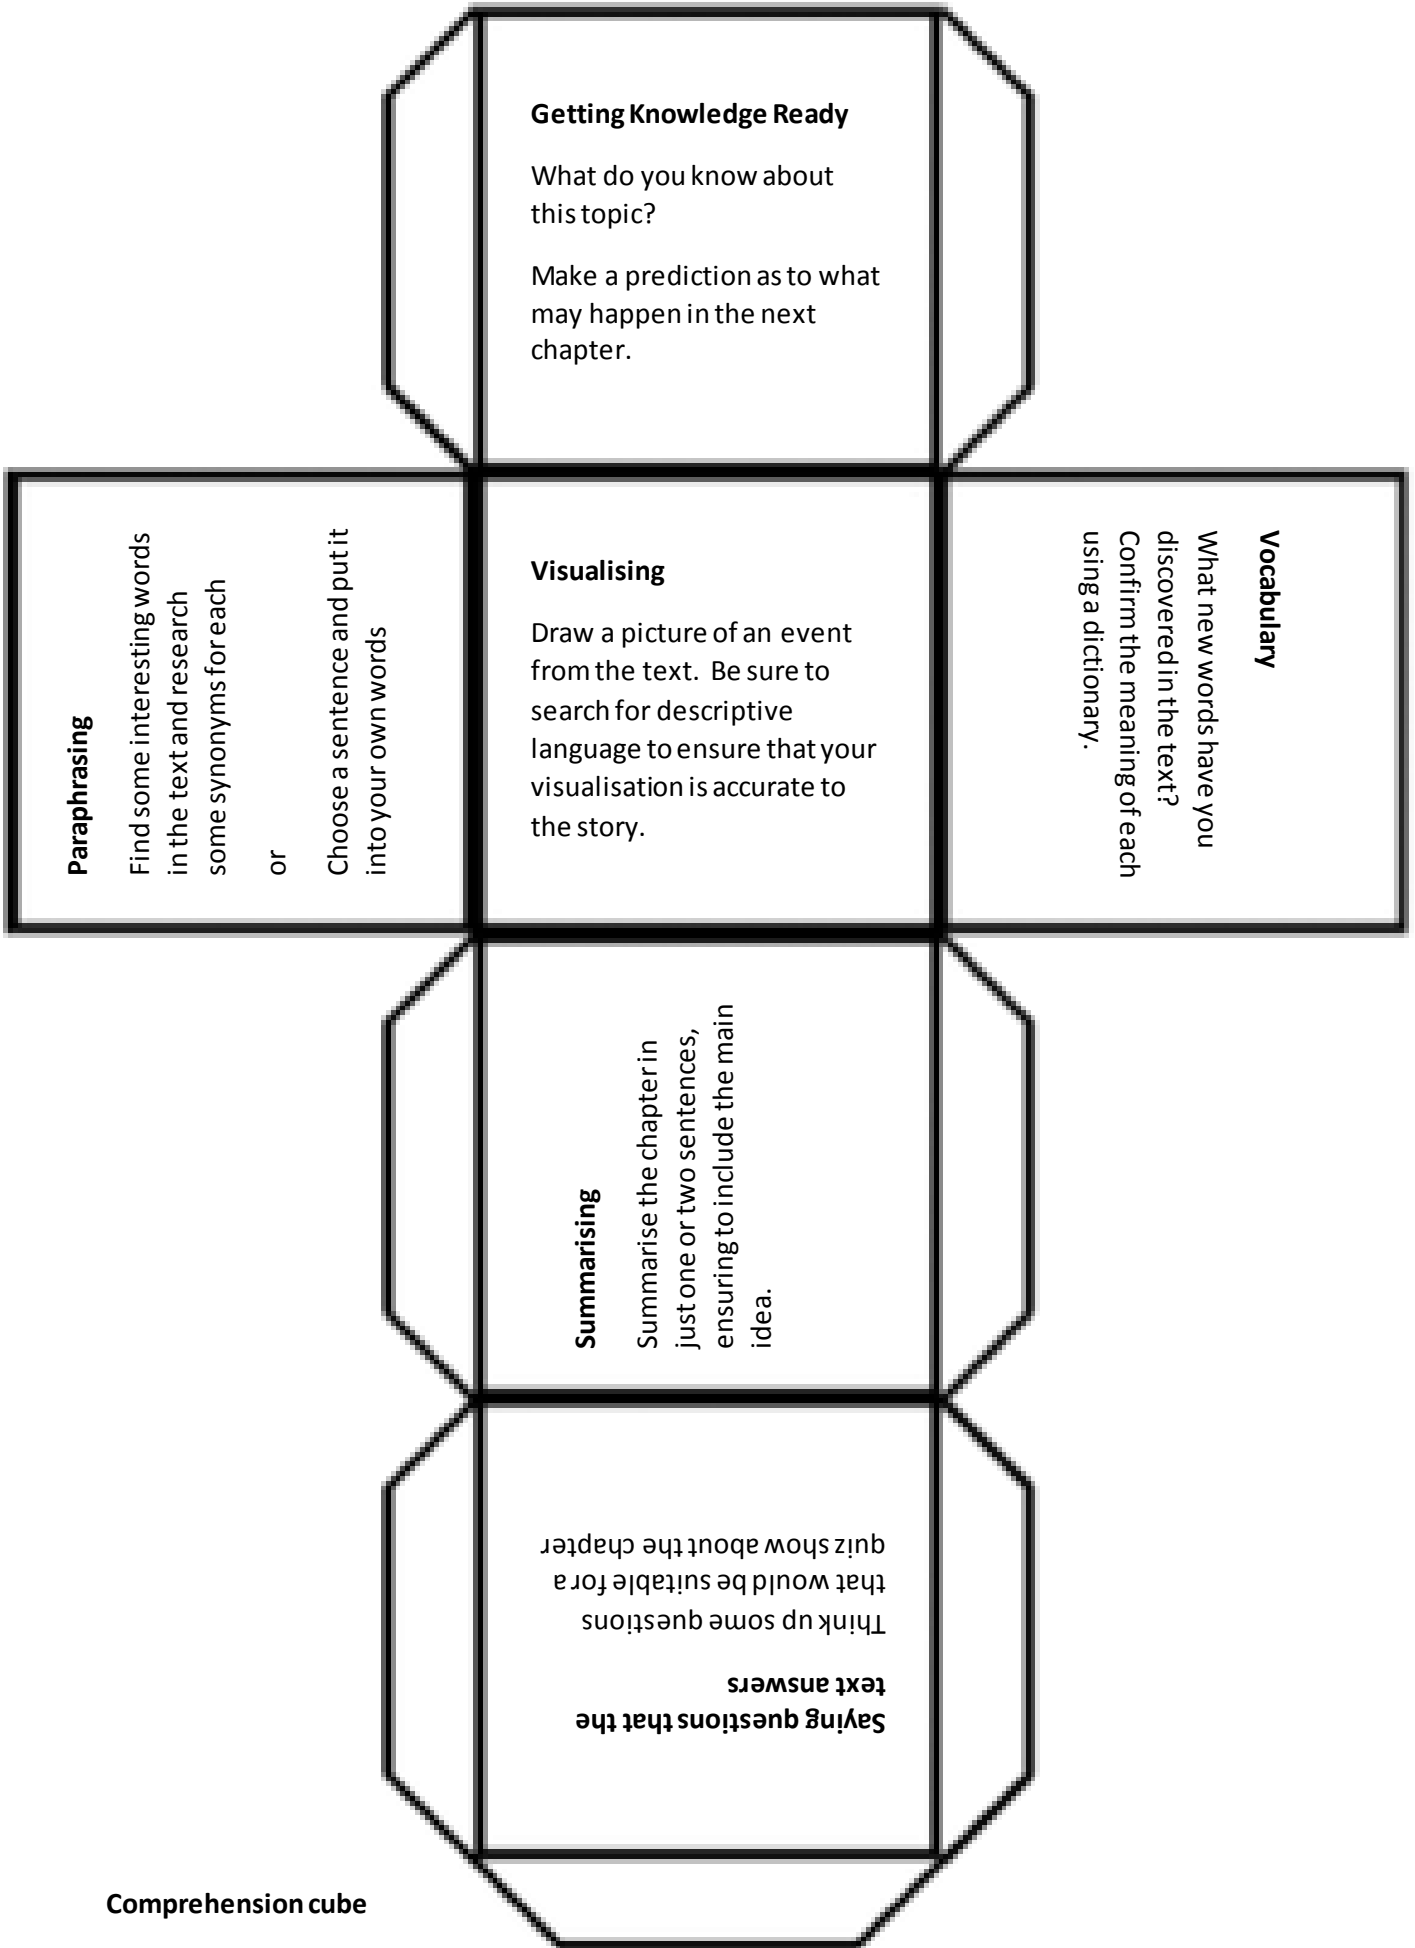 Getting Knowledge Ready
What do you know about
this topic?
Make a prediction as to what
may happen in the next
chapter.
Paraphrasing
Find some interesting words
in the text and research
some synonyms for each
or
Choose a sentence and put it
into your own words
Visualising
Draw a picture of an event
from the text. Be sure to
search for descriptive
language to ensure that your
visualisation is accurate to
the story.
Vocabulary
What new words have you
discovered in the text?
Confirm the meaning of each
using a dictionary.
Summarising
Summarise the chapter in
just one or two sentences,
ensuring to include the main
idea.
Saying questions that the
text answers
Think up some questions
that would be suitable for a
quiz show about the chapter
Comprehension cube